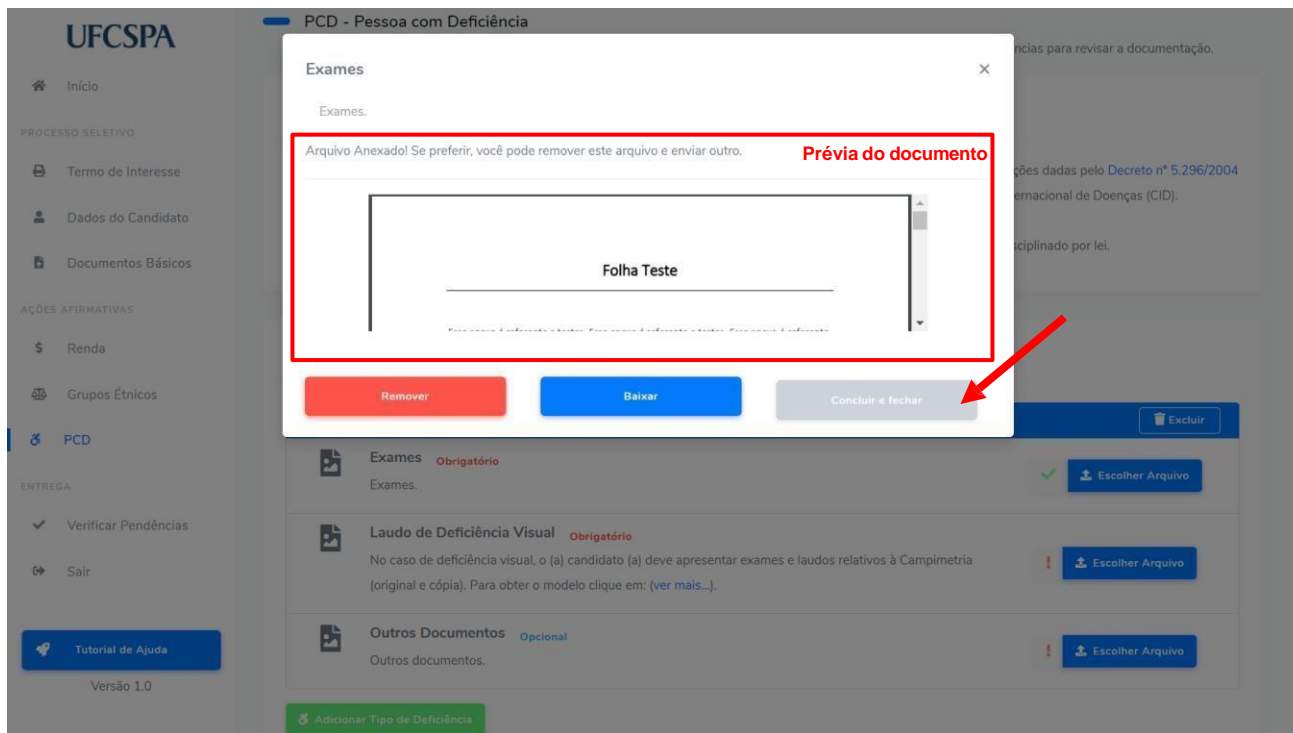 UFCSPA
Início
PROCESSO SELETIVO
Termo de Interesse
Dados do Candidato
Documentos Básicos
AÇÕES AFIRMATIVAS
Renda
Grupos Étnicos
PCD
ENTREGA
Verificar Pendências
Sair
Tutorial de Ajuda
Versão 1.0
PCD - Pessoa com Deficiência
ncias para revisar a documentação.
ções dadas pelo Decreto nº 5.296/2004
ernacional de Doenças (CID).
sciplinado por lei.
Exames
×
Exames.
Arquivo Anexado! Se preferir, você pode remover este arquivo e enviar outro.
Prévia do documento
Folha Teste
Remover
Baixar
Concluir e fechar
Excluir
Exames Obrigatório
Exames.
Escolher Arquivo
Laudo de Deficiência Visual Obrigatório
No caso de deficiência visual, o (a) candidato (a) deve apresentar exames e laudos relativos à Campimetria
(original e cópia). Para obter o modelo clique em: (ver mais...).
! Escolher Arquivo
Outros Documentos Opcional
Outros documentos.
! Escolher Arquivo
Adicionar Tipo de Deficiência